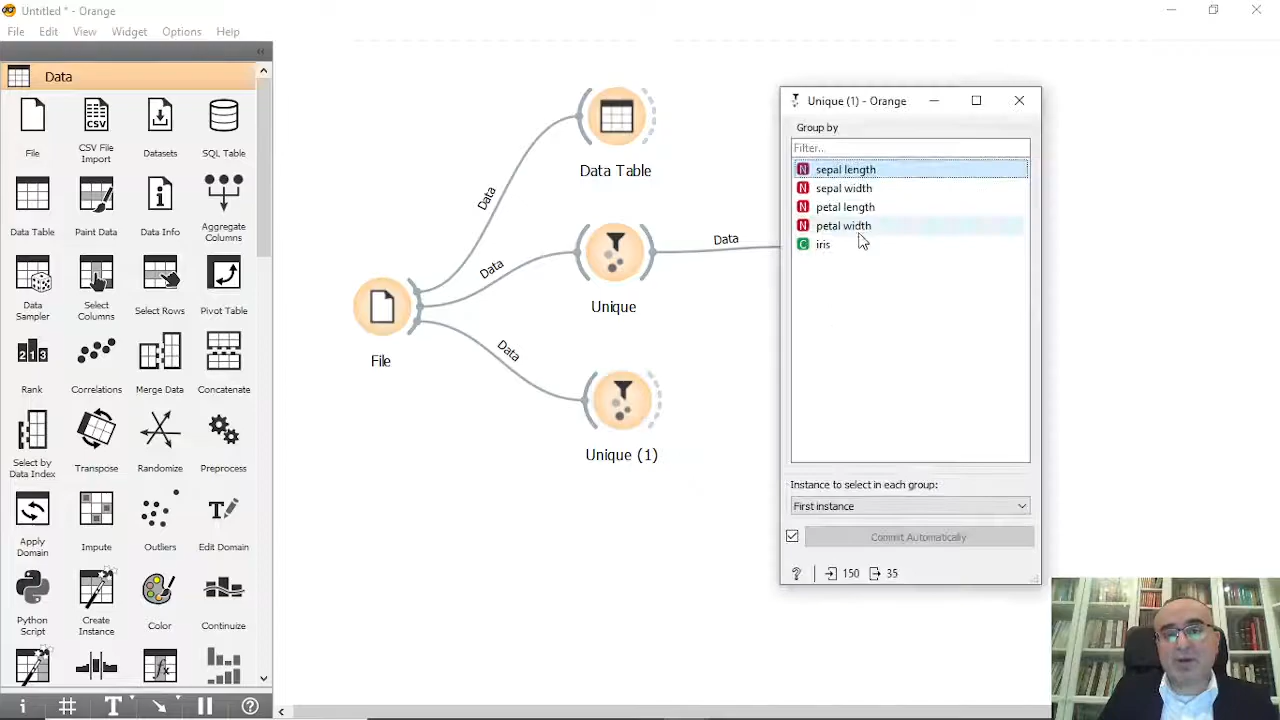 Untitled * - Orange
File Edit View Widget Options Help
Data
File
CSV File Import
Datasets
SQL Table
Data Table
Paint Data
Data Info
Aggregate Columns
Data Sampler
Select Columns
Select Rows
Pivot Table
Rank
Correlations
Merge Data
Concatenate
Select by Data Index
Transpose
Randomize
Preprocess
Apply Domain
Impute
Outliers
Edit Domain
Python Script
Create Instance
Color
Continuize
File
Data
Data
Data
Data Table
Unique
Data
Unique (1)
Unique (1) - Orange
Group by
Filter...
N sepal length
N sepal width
N petal length
N petal width
C iris
Instance to select in each group:
First instance
Commit Automatically
? 150 35